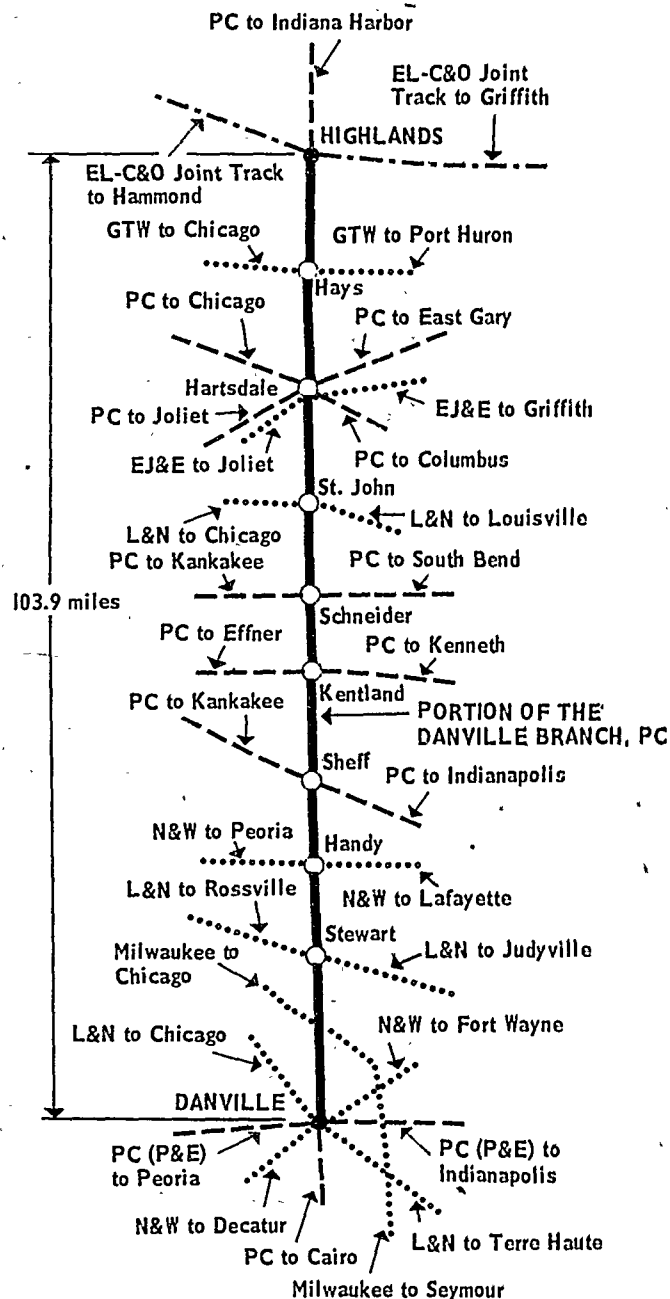 PC to Indiana Harbor
EL-C&O Joint
Track to Griffith
HIGHLANDS
EL-C&O Joint Track
to Hammond
GTW to Chicago
GTW to Port Huron
Hays
PC to Chicago
PC to East Gary
Hartsdale
PC to Joliet
EJ&E to Griffith
EJ&E to Joliet
PC to Columbus
St. John
L&N to Chicago
L&N to Louisville
PC to Kankakee
PC to South Bend
103.9 miles
Schneider
PC to Effner
PC to Kenneth
Kentland
PC to Kankakee
PORTION OF THE
DANVILLE BRANCH, PC
Sheff
PC to Indianapolis
N&W to Peoria
Handy
L&N to Rossville
N&W to Lafayette
Stewart
Milwaukee to
Chicago
L&N to Judyville
L&N to Chicago
N&W to Fort Wayne
DANVILLE
PC (P&E)
to Peoria
PC (P&E) to
Indianapolis
N&W to Decatur
PC to Cairo
L&N to Terre Haute
Milwaukee to Seymour